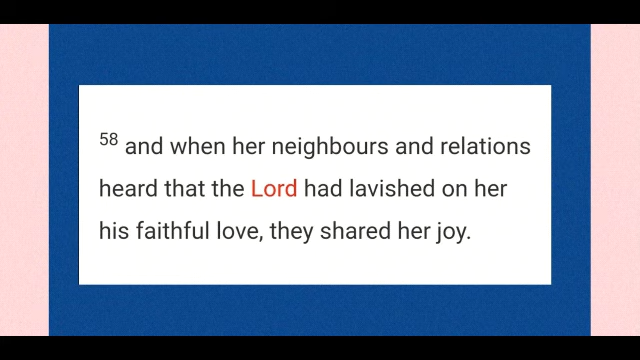 58 and when her neighbours and relations
heard that the Lord had lavished on her
his faithful love, they shared her joy.